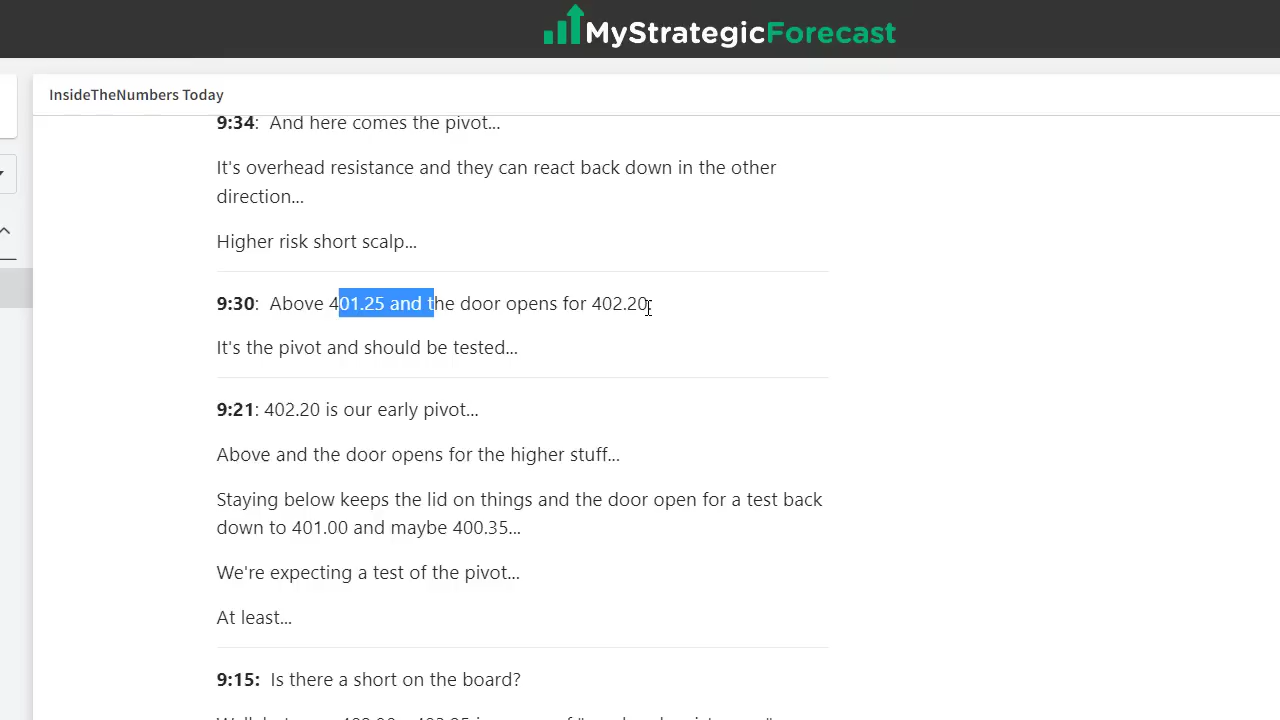 MyStrategicForecast
InsideTheNumbers Today
9:34: And here comes the pivot...
It's overhead resistance and they can react back down in the other
direction...
Higher risk short scalp...
9:30: Above 401.25 and the door opens for 402.20
It's the pivot and should be tested...
9:21: 402.20 is our early pivot...
Above and the door opens for the higher stuff...
Staying below keeps the lid on things and the door open for a test back
down to 401.00 and maybe 400.35...
We're expecting a test of the pivot...
At least...
9:15: Is there a short on the board?